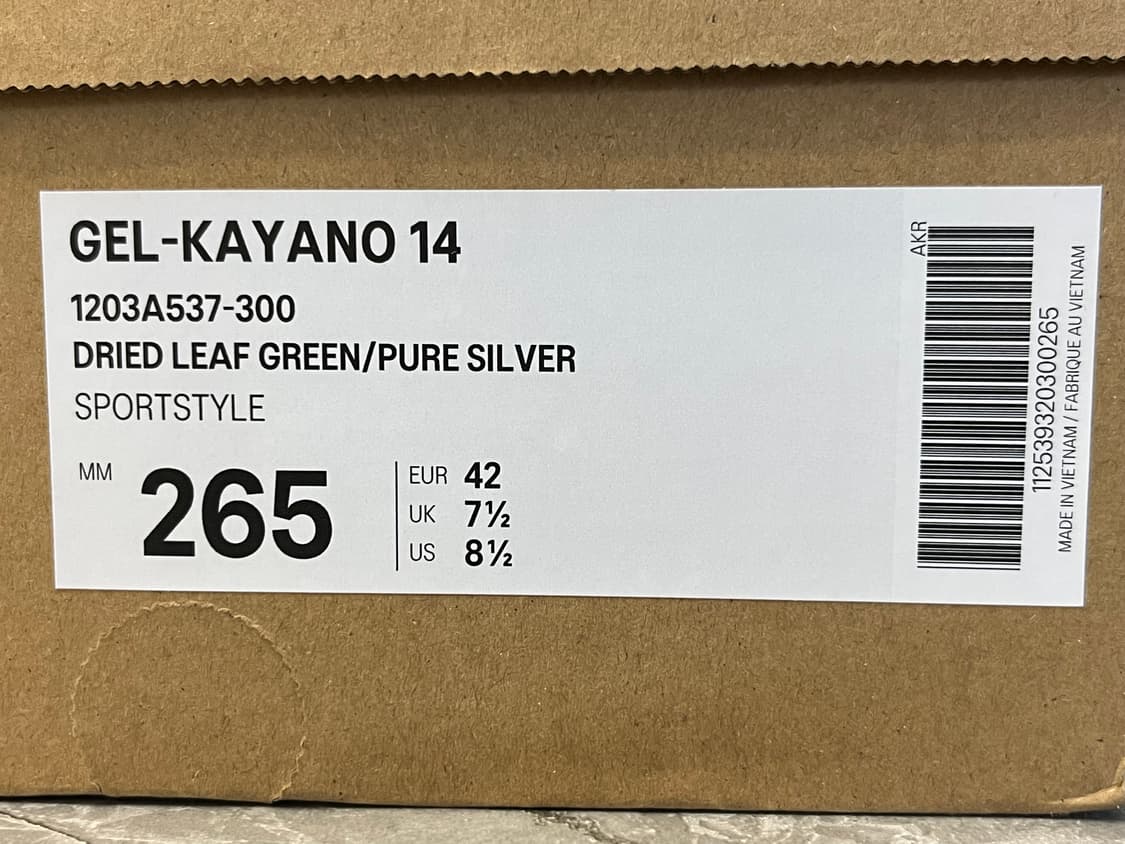 GEL-KAYANO 14
1203A537-300
DRIED LEAF GREEN/PURE SILVER
SPORTSTYLE
MM 265
EUR 42
UK 7½
US 8½
AKR
1125393320300265
MADE IN VIETNAM / FABRIQUE AU VIETNAM